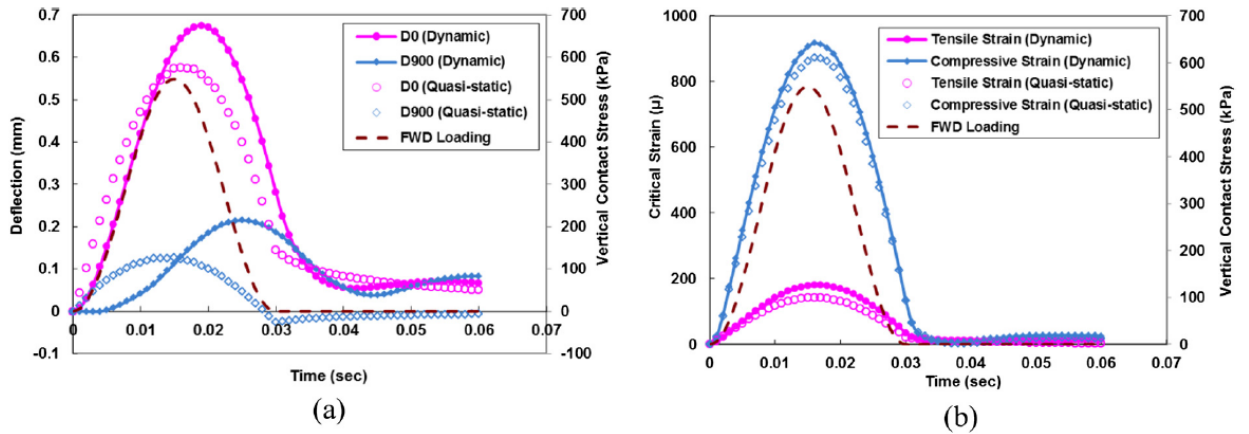 0.7
0.6
0.5
0.4
0.3
0.2
0.1
0
-0.1
Deflection (mm)
700
600
500
400
300
200
100
0
-100
Vertical Contact Stress (kPa)
D0 (Dynamic)
D900 (Dynamic)
D0 (Quasi-static)
D900 (Quasi-static)
FWD Loading
0 0.01 0.02 0.03 0.04 0.05 0.06 0.07
Time (sec)
(a)
1000
800
600
400
200
0
Critical Strain (μ)
700
600
500
400
300
200
100
0
Vertical Contact Stress (kPa)
Tensile Strain (Dynamic)
Compressive Strain (Dynamic)
Tensile Strain (Quasi-static)
Compressive Strain (Quasi-static)
FWD Loading
0 0.01 0.02 0.03 0.04 0.05 0.06 0.07
Time (sec)
(b)